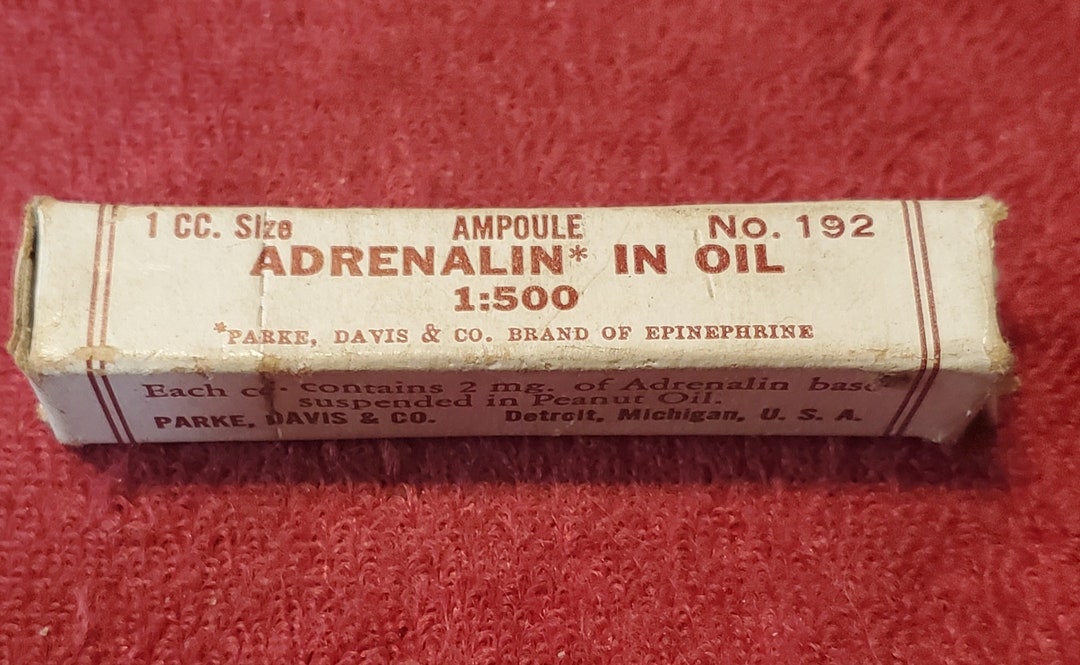 1 CC. Size AMPOULE No. 192
ADRENALIN* IN OIL
1:500
*PARKE, DAVIS & CO. BRAND OF EPINEPHRINE
Each cc. contains 2 mg. of Adrenalin base
suspended in Peanut Oil.
PARKE, DAVIS & CO. Detroit, Michigan, U. S. A.